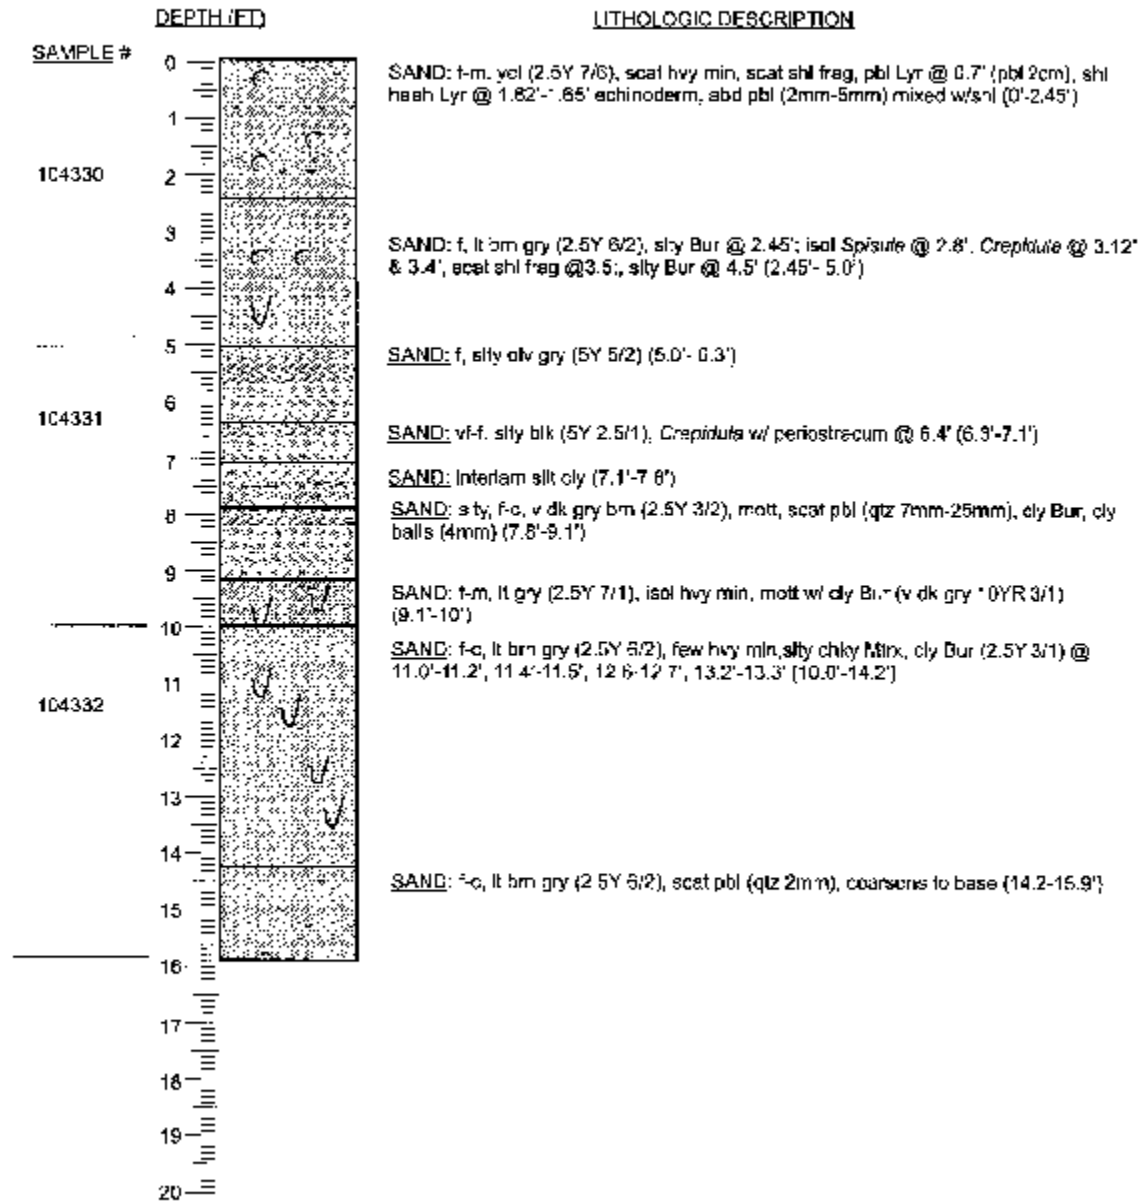 DEPTH (FT)
LITHOLOGIC DESCRIPTION
SAMPLE #
0
SAND: f-m, yel (2.5Y 7/6), scat hvy min, scat shl frag, pbl Lyr @ 0.7' (pbl 2cm), shl
hash Lyr @ 1.62'-1.65' echinoderm, abd pbl (2mm-5mm) mixed w/shl (0'-2.45')
1
104330
2
3
SAND: f, lt brn gry (2.5Y 6/2), slty Bur @ 2.45'; isol Spisula @ 2.8', Crepidula @ 3.12'
& 3.4', scat shl frag @3.5;, slty Bur @ 4.5' (2.45'- 5.0')
4
5
SAND: f, slty olv gry (5Y 5/2) (5.0'- 6.3')
6
104331
SAND: vf-f, slty blk (5Y 2.5/1), Crepidula w/ periostracum @ 6.4' (6.3'-7.1')
7
SAND: interlam silt cly (7.1'-7.8')
8
SAND: slty, f-c, v dk gry brn (2.5Y 3/2), mott, scat pbl (qtz 7mm-25mm), cly Bur, cly
balls (4mm) (7.8'-9.1')
9
SAND: f-m, lt gry (2.5Y 7/1), isol hvy min, mott w/ cly Bur (v dk gry 10YR 3/1)
(9.1'-10')
10
SAND: f-c, lt brn gry (2.5Y 6/2), few hvy min,slty chky Mtrx, cly Bur (2.5Y 3/1) @
11.0'-11.2', 11.4'-11.5', 12.6-12.7', 13.2'-13.3' (10.0'-14.2')
11
104332
12
13
14
SAND: f-c, lt brn gry (2.5Y 6/2), scat pbl (qtz 2mm), coarsens to base (14.2-15.9')
15
16
17
18
19
20